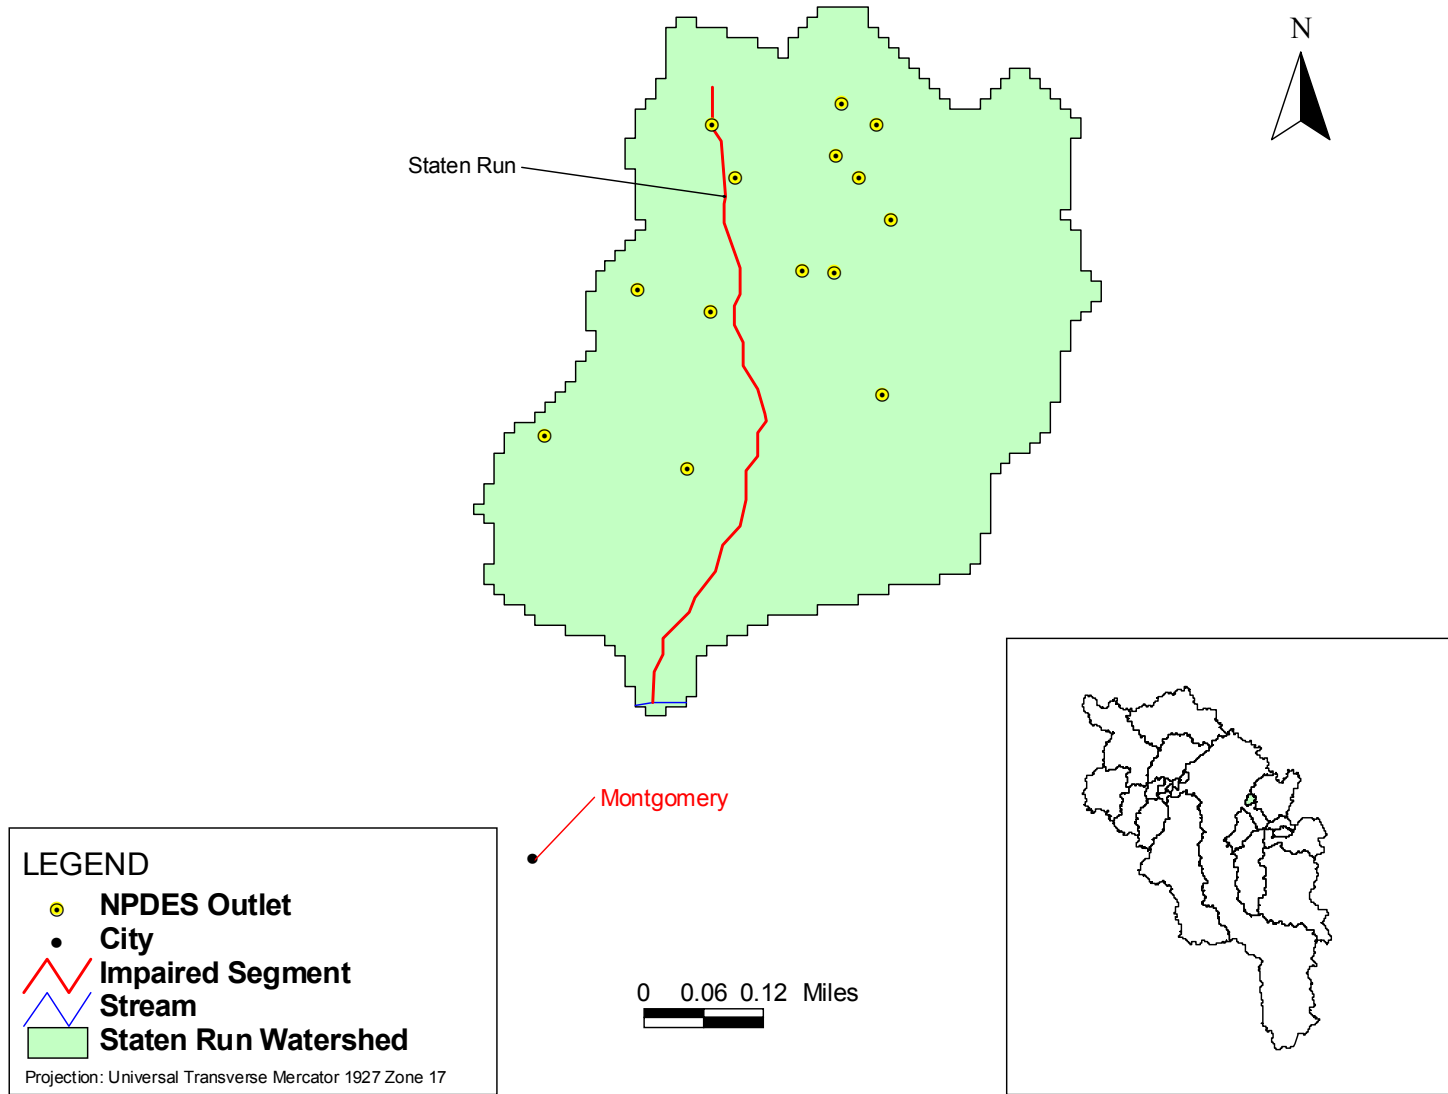 N
Staten Run
Montgomery
LEGEND
NPDES Outlet
City
Impaired Segment
Stream
Staten Run Watershed
Projection: Universal Transverse Mercator 1927 Zone 17
0 0.06 0.12 Miles